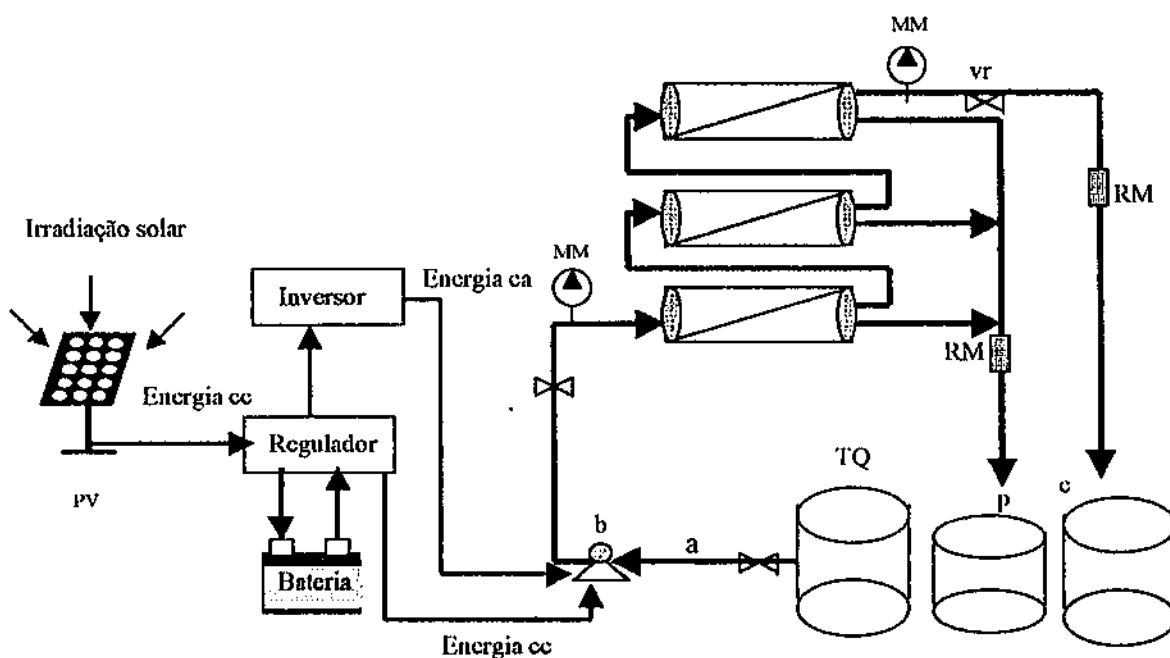 MM
vr
RM
Irradiação solar
MM
Energia ca
Inversor
RM
Energia cc
Regulador
TQ
PV
p
c
b
a
Bateria
Energia cc